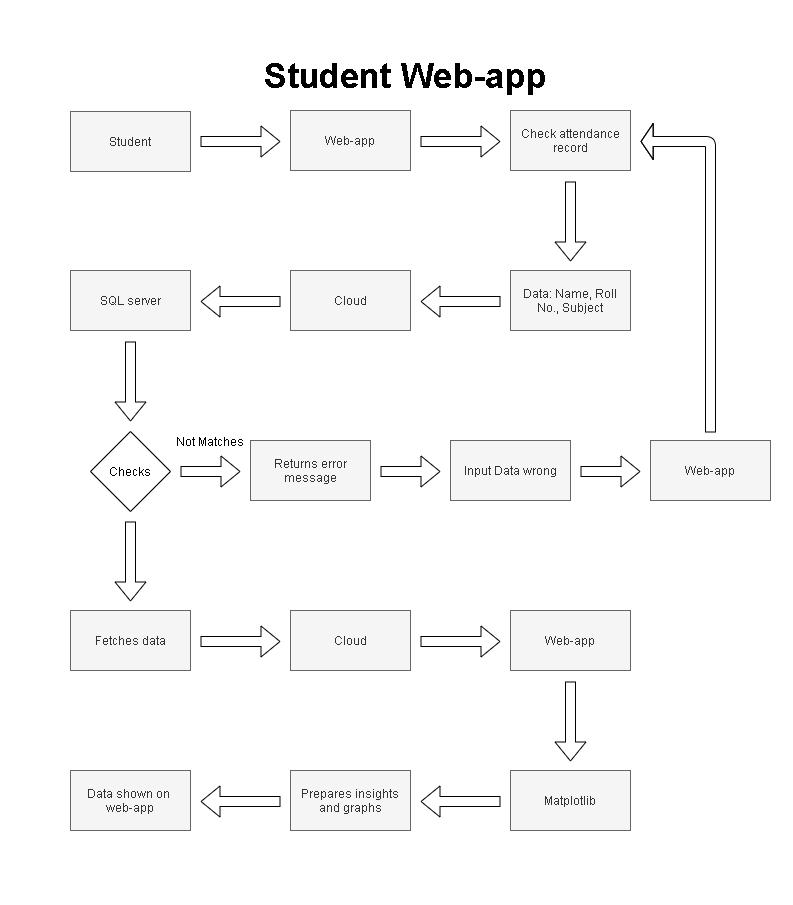 Student Web-app
Student
Web-app
Check attendance
record
SQL server
Cloud
Data: Name, Roll
No., Subject
Not Matches
Checks
Returns error
message
Input Data wrong
Web-app
Fetches data
Cloud
Web-app
Data shown on
web-app
Prepares insights
and graphs
Matplotlib